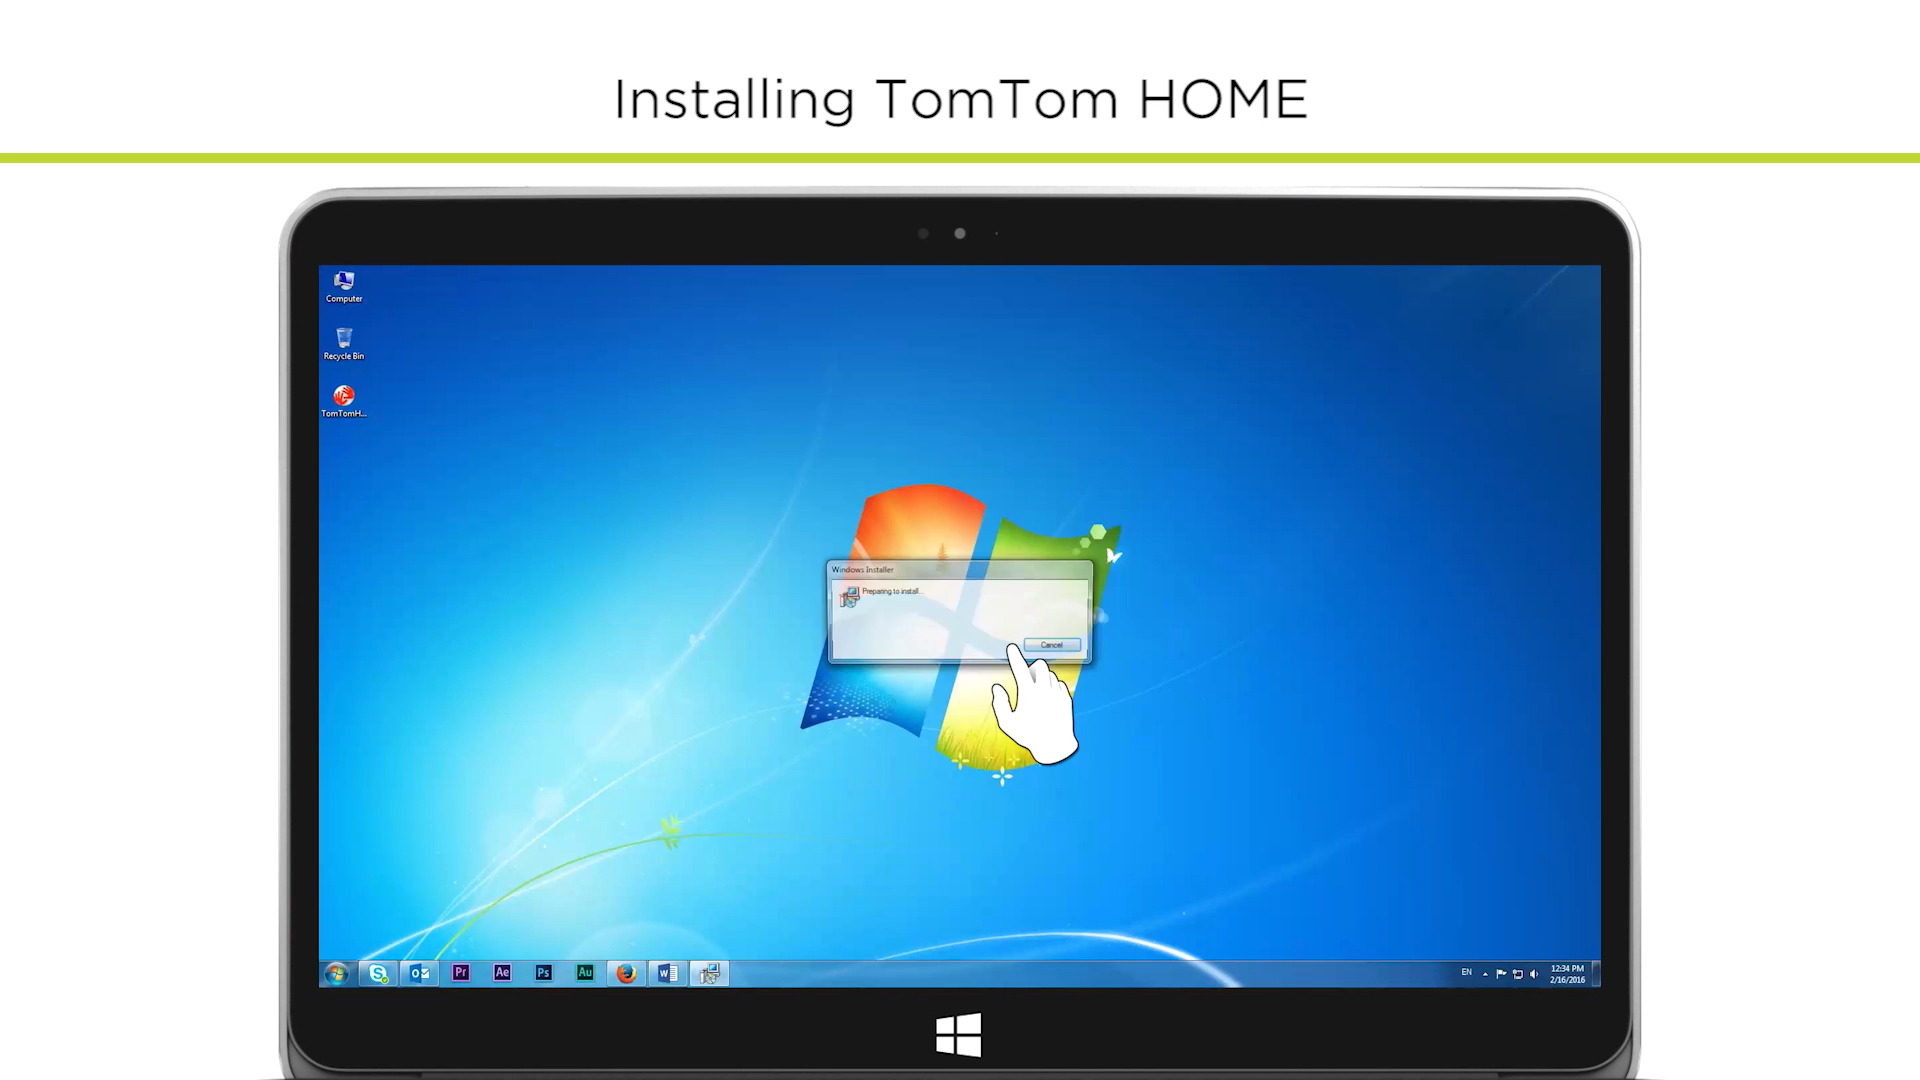 Installing TomTom HOME
Computer
Recycle Bin
TomTomH...
Windows Installer
Preparing to install...
Cancel
Pr
Ae
Ps
Au
EN
12:34 PM
2/16/2016